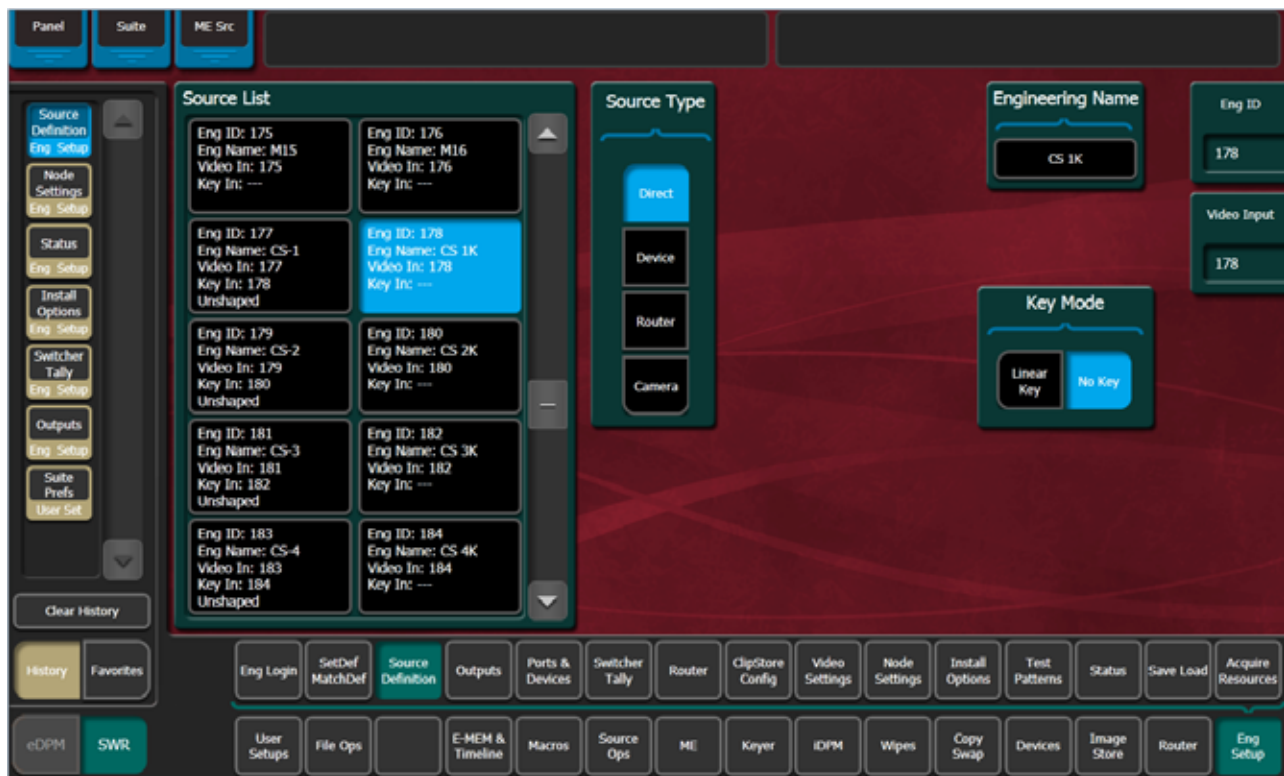 Panel
Suite
ME Src
Source
Definition
Eng Setup
Node
Settings
Eng Setup
Status
Eng Setup
Install
Options
Eng Setup
Switcher
Tally
Eng Setup
Outputs
Eng Setup
Suite
Prefs
User Set
Clear History
History
Favorites
eDPM
SWR
Source List
Eng ID: 175
Eng Name: M15
Video In: 175
Key In: ---
Eng ID: 176
Eng Name: M16
Video In: 176
Key In: ---
Eng ID: 177
Eng Name: CS-1
Video In: 177
Key In: 178
Unshaped
Eng ID: 178
Eng Name: CS 1K
Video In: 178
Key In: ---
Eng ID: 179
Eng Name: CS-2
Video In: 179
Key In: 180
Unshaped
Eng ID: 180
Eng Name: CS 2K
Video In: 180
Key In: ---
Eng ID: 181
Eng Name: CS-3
Video In: 181
Key In: 182
Unshaped
Eng ID: 182
Eng Name: CS 3K
Video In: 182
Key In: ---
Eng ID: 183
Eng Name: CS-4
Video In: 183
Key In: 184
Unshaped
Eng ID: 184
Eng Name: CS 4K
Video In: 184
Key In: ---
Source Type
Direct
Device
Router
Camera
Engineering Name
CS 1K
Eng ID
178
Video Input
178
Key Mode
Linear
Key
No Key
Eng Login
SetDef
MatchDef
Source
Definition
Outputs
Ports &
Devices
Switcher
Tally
Router
ClipStore
Config
Video
Settings
Node
Settings
Install
Options
Test
Patterns
Status
Save Load
Acquire
Resources
User
Setups
File Ops
E-MEM &
Timeline
Macros
Source
Ops
ME
Keyer
iDPM
Wipes
Copy
Swap
Devices
Image
Store
Router
Eng
Setup